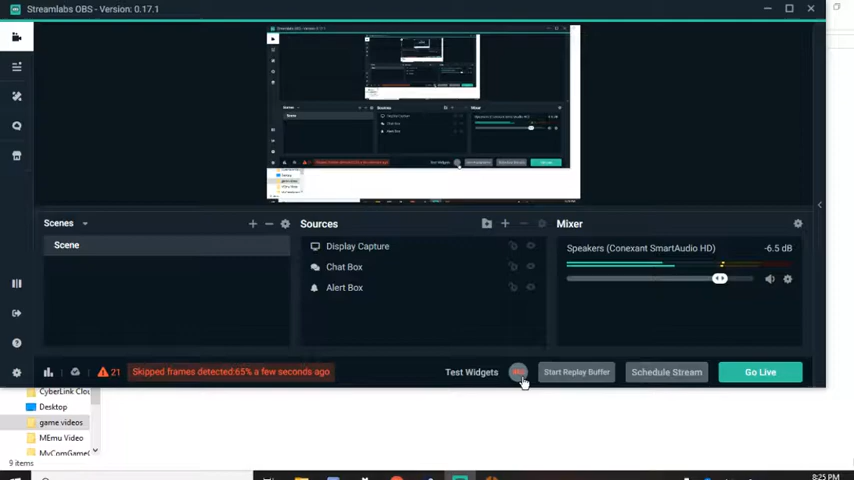 Streamlabs OBS - Version: 0.17.1
Scenes
Sources
Mixer
Scene
Display Capture
Chat Box
Alert Box
Speakers (Conexant SmartAudio HD)
-6.5 dB
21
Skipped frames detected:65% a few seconds ago
Test Widgets
REC
Start Replay Buffer
Schedule Stream
Go Live
CyberLink Clou
Desktop
game videos
MEmu Video
MyComGame
9 items
8:25 PM